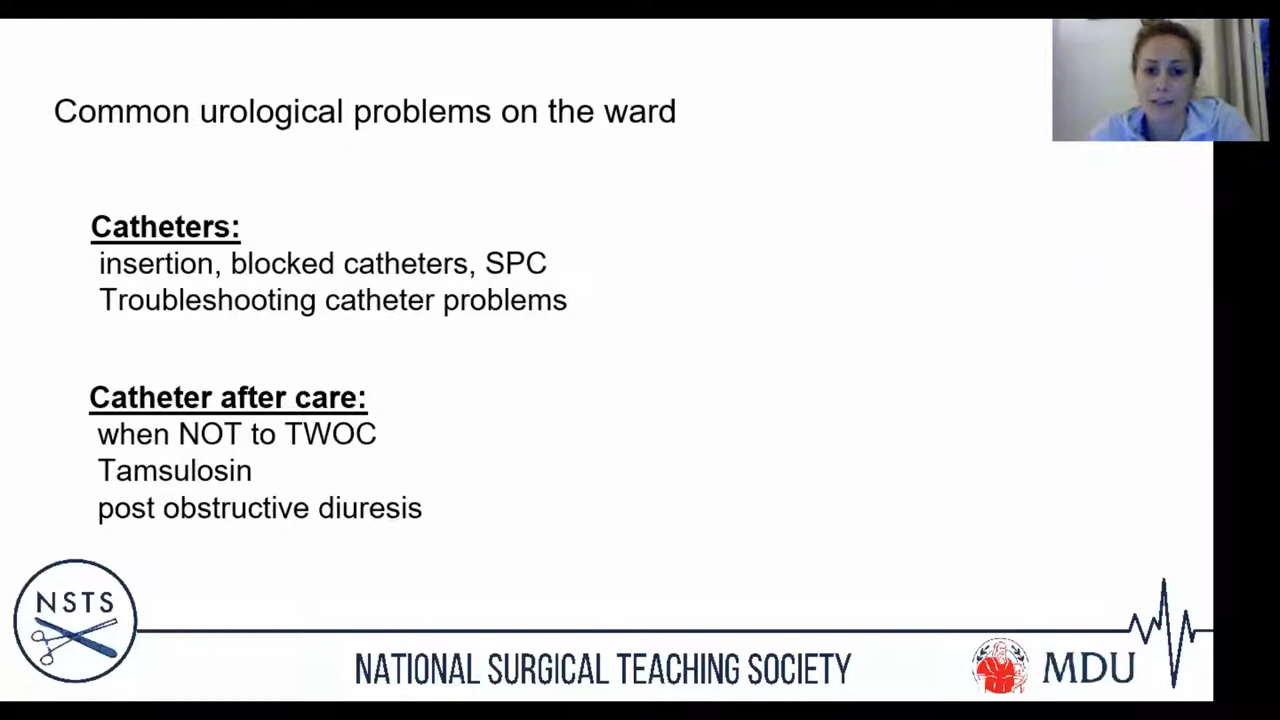 Common urological problems on the ward
Catheters:
insertion, blocked catheters, SPC
Troubleshooting catheter problems
Catheter after care:
when NOT to TWOC
Tamsulosin
post obstructive diuresis
NSTS
NATIONAL SURGICAL TEACHING SOCIETY
MDU